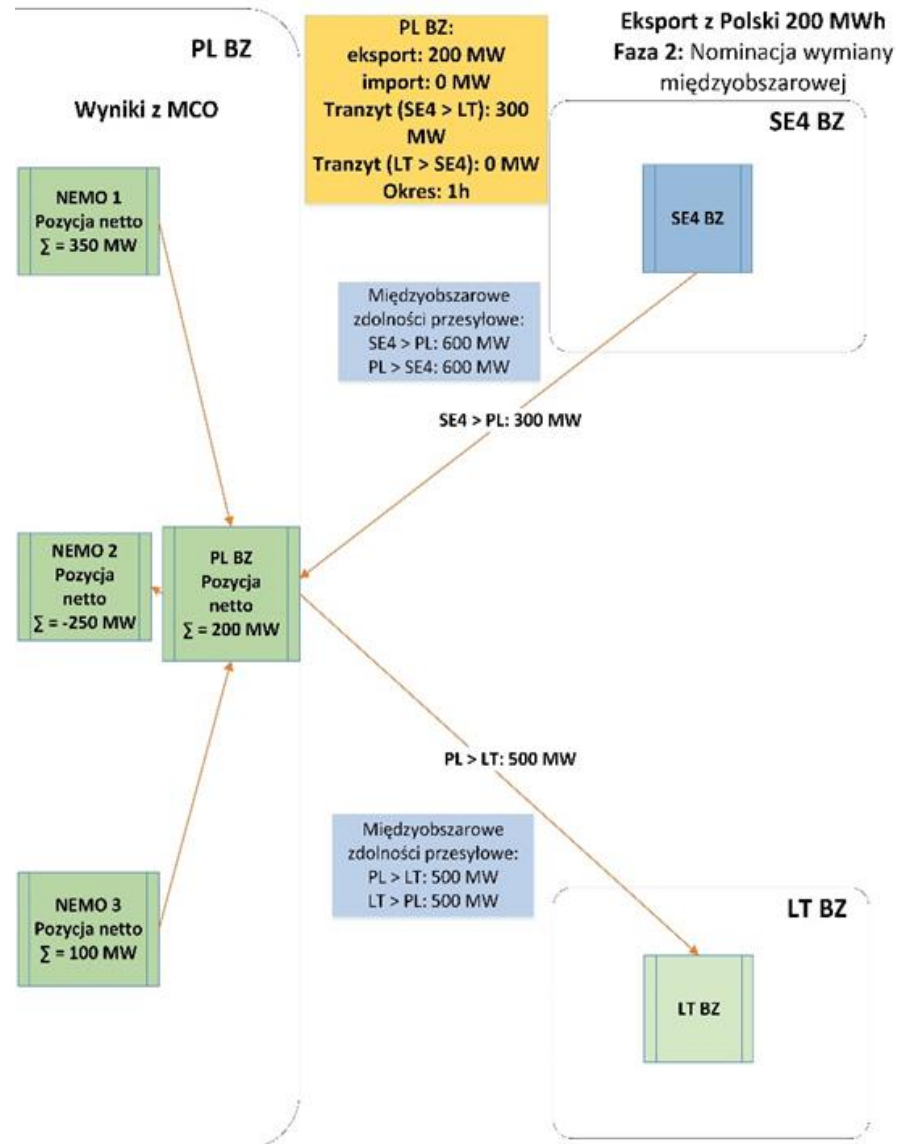 PL BZ
Wyniki z MCO
PL BZ:
eksport: 200 MW
import: 0 MW
Tranzyt (SE4 > LT): 300
MW
Tranzyt (LT > SE4): 0 MW
Okres: 1h
Eksport z Polski 200 MWh
Faza 2: Nominacja wymiany
międzyobszarowej
SE4 BZ
SE4 BZ
NEMO 1
Pozycja netto
∑ = 350 MW
Międzyobszarowe
zdolności przesyłowe:
SE4 > PL: 600 MW
PL > SE4: 600 MW
SE4 > PL: 300 MW
NEMO 2
Pozycja
netto
∑ = -250 MW
PL BZ
Pozycja
netto
∑ = 200 MW
PL > LT: 500 MW
Międzyobszarowe
zdolności przesyłowe:
PL > LT: 500 MW
LT > PL: 500 MW
NEMO 3
Pozycja netto
∑ = 100 MW
LT BZ
LT BZ